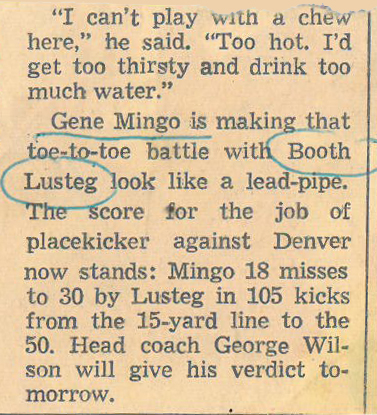 "I can't play with a chew
here," he said. "Too hot. I'd
get too thirsty and drink too
much water."
Gene Mingo is making that
toe-to-toe battle with Booth
Lusteg look like a lead-pipe.
The score for the job of
placekicker against Denver
now stands: Mingo 18 misses
to 30 by Lusteg in 105 kicks
from the 15-yard line to the
50. Head coach George Wil-
son will give his verdict to-
morrow.